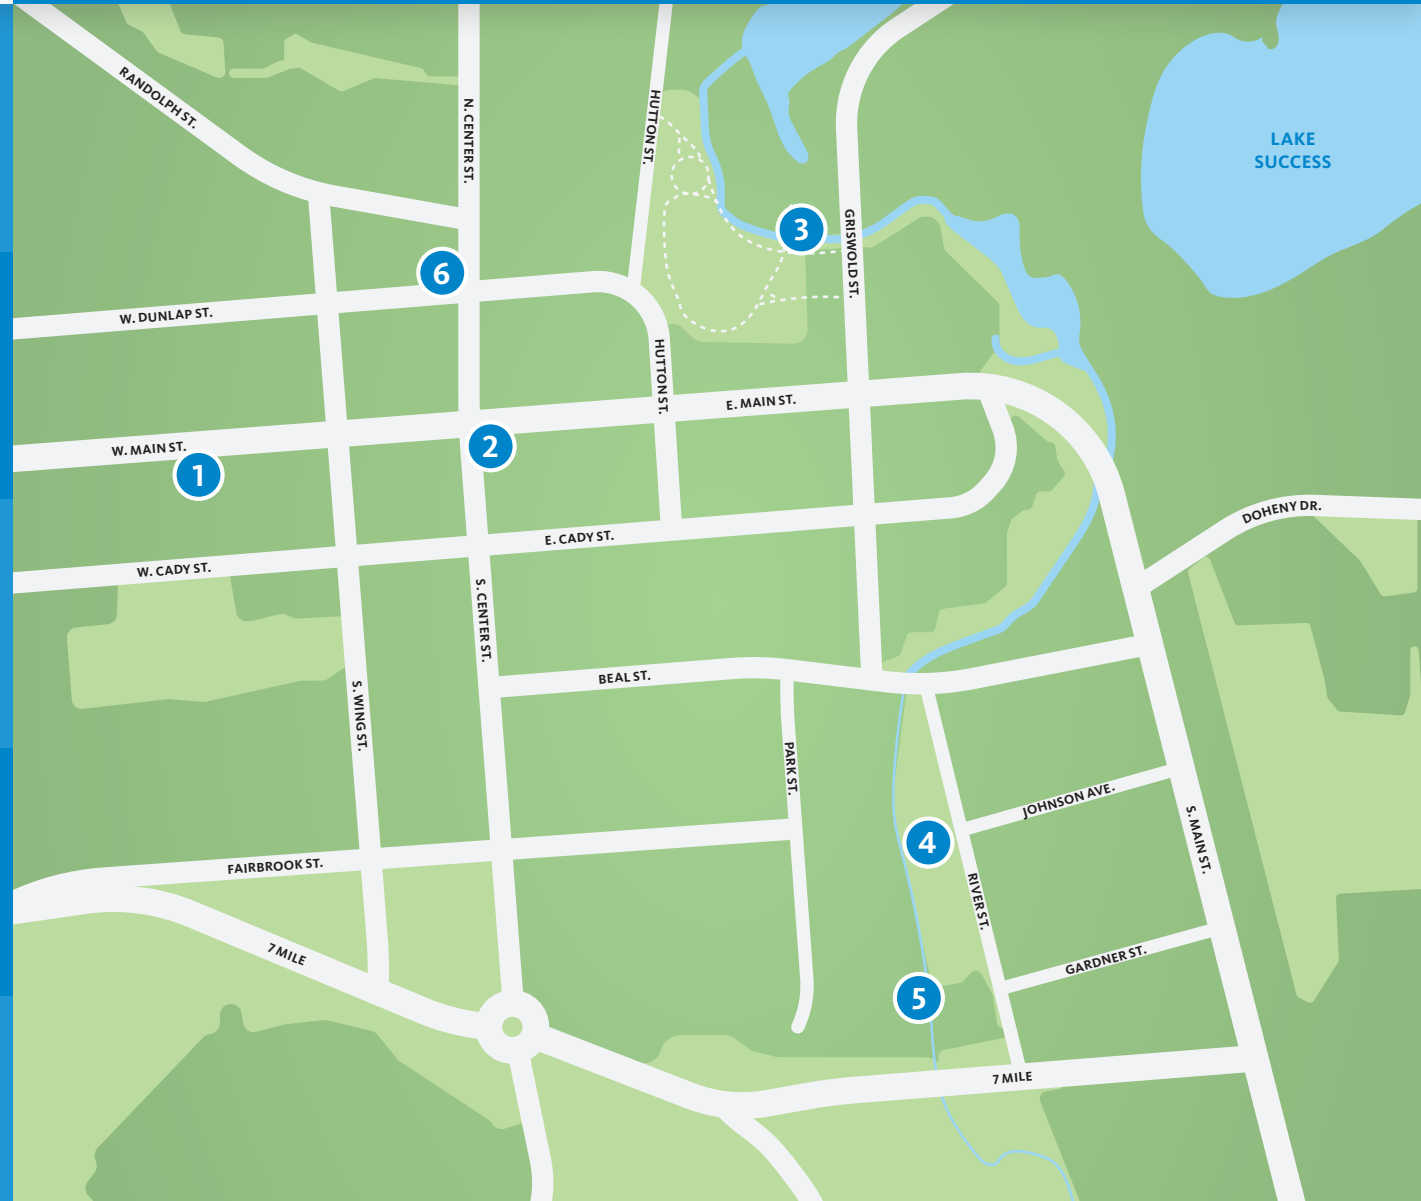 RANDOLPH ST.
N. CENTER ST.
HUTTON ST.
LAKE
SUCCESS
3
GRISWOLD ST.
6
W. DUNLAP ST.
HUTTON ST.
E. MAIN ST.
W. MAIN ST.
2
1
DOHENY DR.
E. CADY ST.
W. CADY ST.
S. CENTER ST.
BEAL ST.
S. WING ST.
PARK ST.
JOHNSON AVE.
S. MAIN ST.
4
FAIRBROOK ST.
RIVER ST.
7 MILE
GARDNER ST.
5
7 MILE